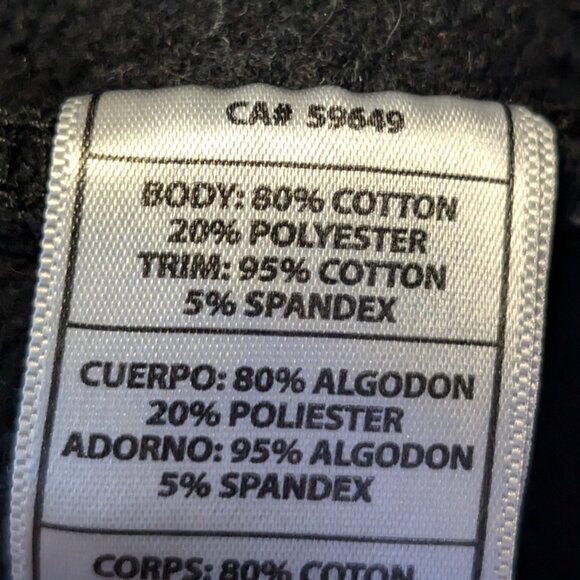 CA# 59649
BODY: 80% COTTON
20% POLYESTER
TRIM: 95% COTTON
5% SPANDEX
CUERPO: 80% ALGODON
20% POLIESTER
ADORNO: 95% ALGODON
5% SPANDEX
CORPS: 80% COTON